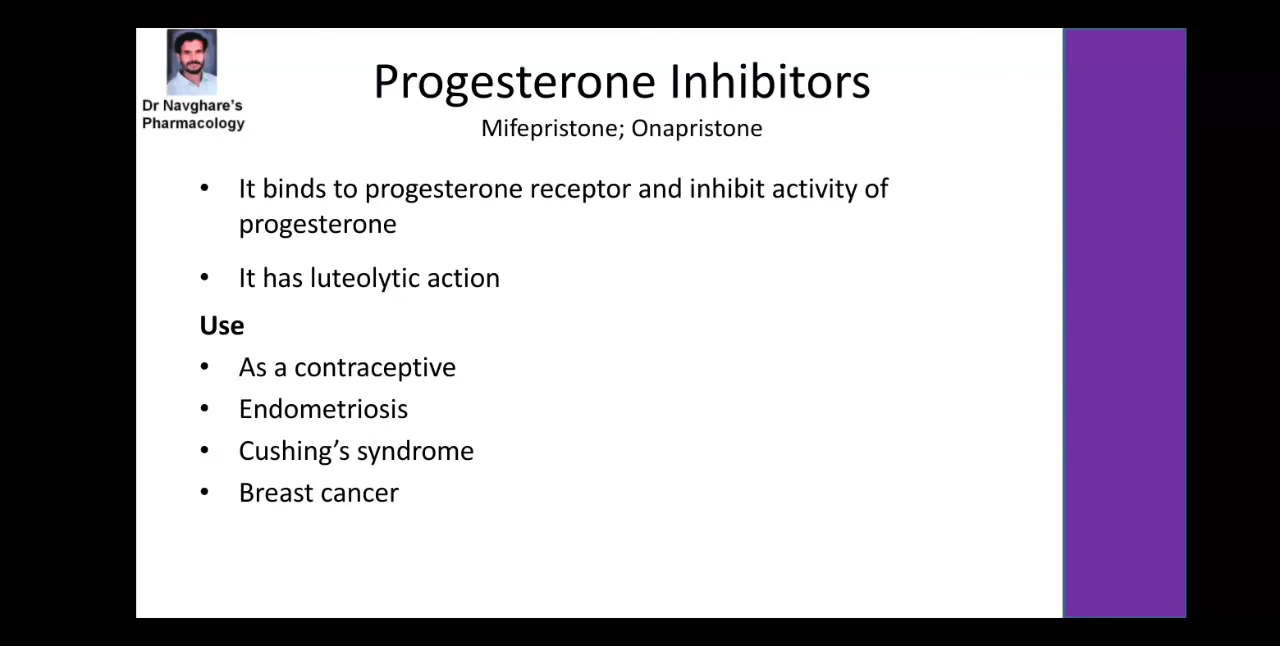 Dr Navghare's
Pharmacology
Progesterone Inhibitors
Mifepristone; Onapristone
• It binds to progesterone receptor and inhibit activity of
progesterone
• It has luteolytic action
Use
• As a contraceptive
• Endometriosis
• Cushing’s syndrome
• Breast cancer